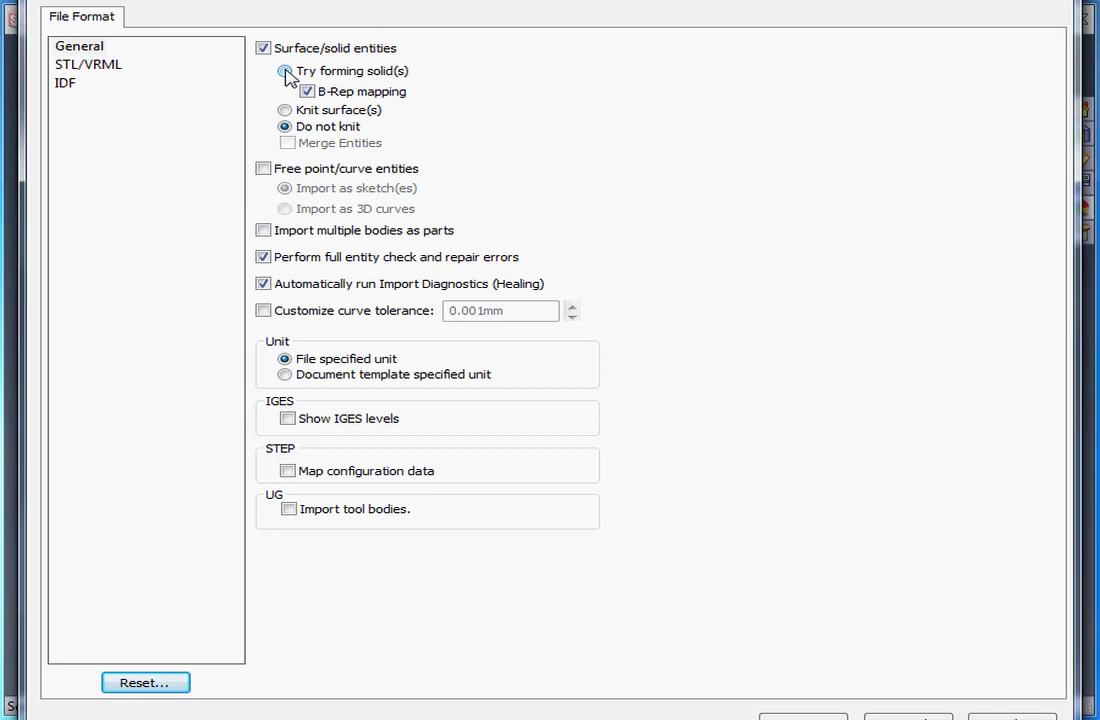 File Format
General
STL/VRML
IDF
Surface/solid entities
Try forming solid(s)
B-Rep mapping
Knit surface(s)
Do not knit
Merge Entities
Free point/curve entities
Import as sketch(es)
Import as 3D curves
Import multiple bodies as parts
Perform full entity check and repair errors
Automatically run Import Diagnostics (Healing)
Customize curve tolerance: 0.001mm
Unit
File specified unit
Document template specified unit
IGES
Show IGES levels
STEP
Map configuration data
UG
Import tool bodies.
Reset...